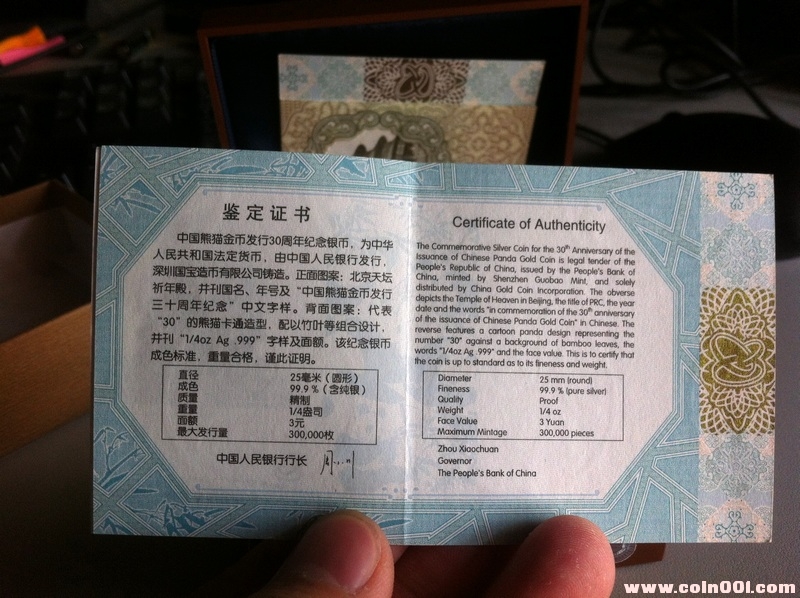 鉴定证书
中国熊猫金币发行30周年纪念银币，为中华
人民共和国法定货币，由中国人民银行发行，
深圳国宝造币有限公司铸造。正面图案：北京天坛
祈年殿，并刊国名、年号及“中国熊猫金币发行
三十周年纪念”中文字样。背面图案：代表
“30”的熊猫卡通造型，配以竹叶等组合设计，
并刊“1/4oz Ag .999”字样及面额。该纪念银币
成色标准，重量合格，谨此证明。
直径 25毫米（圆形）
成色 99.9 %（含纯银）
质量 精制
重量 1/4盎司
面额 3元
最大发行量 300,000枚
中国人民银行行长
Certificate of Authenticity
The Commemorative Silver Coin for the 30th Anniversary of the
Issuance of Chinese Panda Gold Coin is legal tender of the
People's Republic of China, issued by the People's Bank of
China, minted by Shenzhen Guobao Mint, and solely
distributed by China Gold Coin Incorporation. The obverse
depicts the Temple of Heaven in Beijing, the title of PRC, the year
date and the words "in commemoration of the 30th anniversary
of the issuance of Chinese Panda Gold Coin" in Chinese. The
reverse features a cartoon panda design representing the
number "30" against a background of bamboo leaves, the
words "1/4oz Ag .999" and the face value. This is to certify that
the coin is up to standard as to its fineness and weight.
Diameter 25 mm (round)
Fineness 99.9 % (pure silver)
Quality Proof
Weight 1/4 oz
Face Value 3 Yuan
Maximum Mintage 300,000 pieces
Zhou Xiaochuan
Governor
The People's Bank of China
www.coin001.com